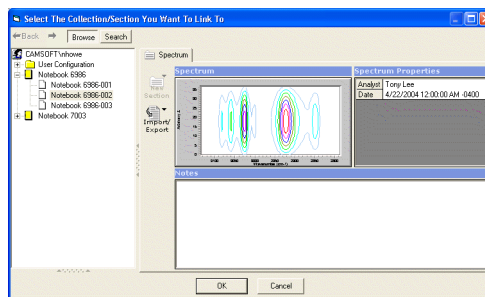 Select The Collection/Section You Want To Link To
Back Browse Search
CAMSOFT\nhowe
User Configuration
Notebook 6986
Notebook 6986-001
Notebook 6986-002
Notebook 6986-003
Notebook 7003
Spectrum
New
Section
Import/
Export
Spectrum
Spectrum Properties
Analyst Tony Lee
Date 4/22/2004 12:00:00 AM -0400
Notes
OK Cancel